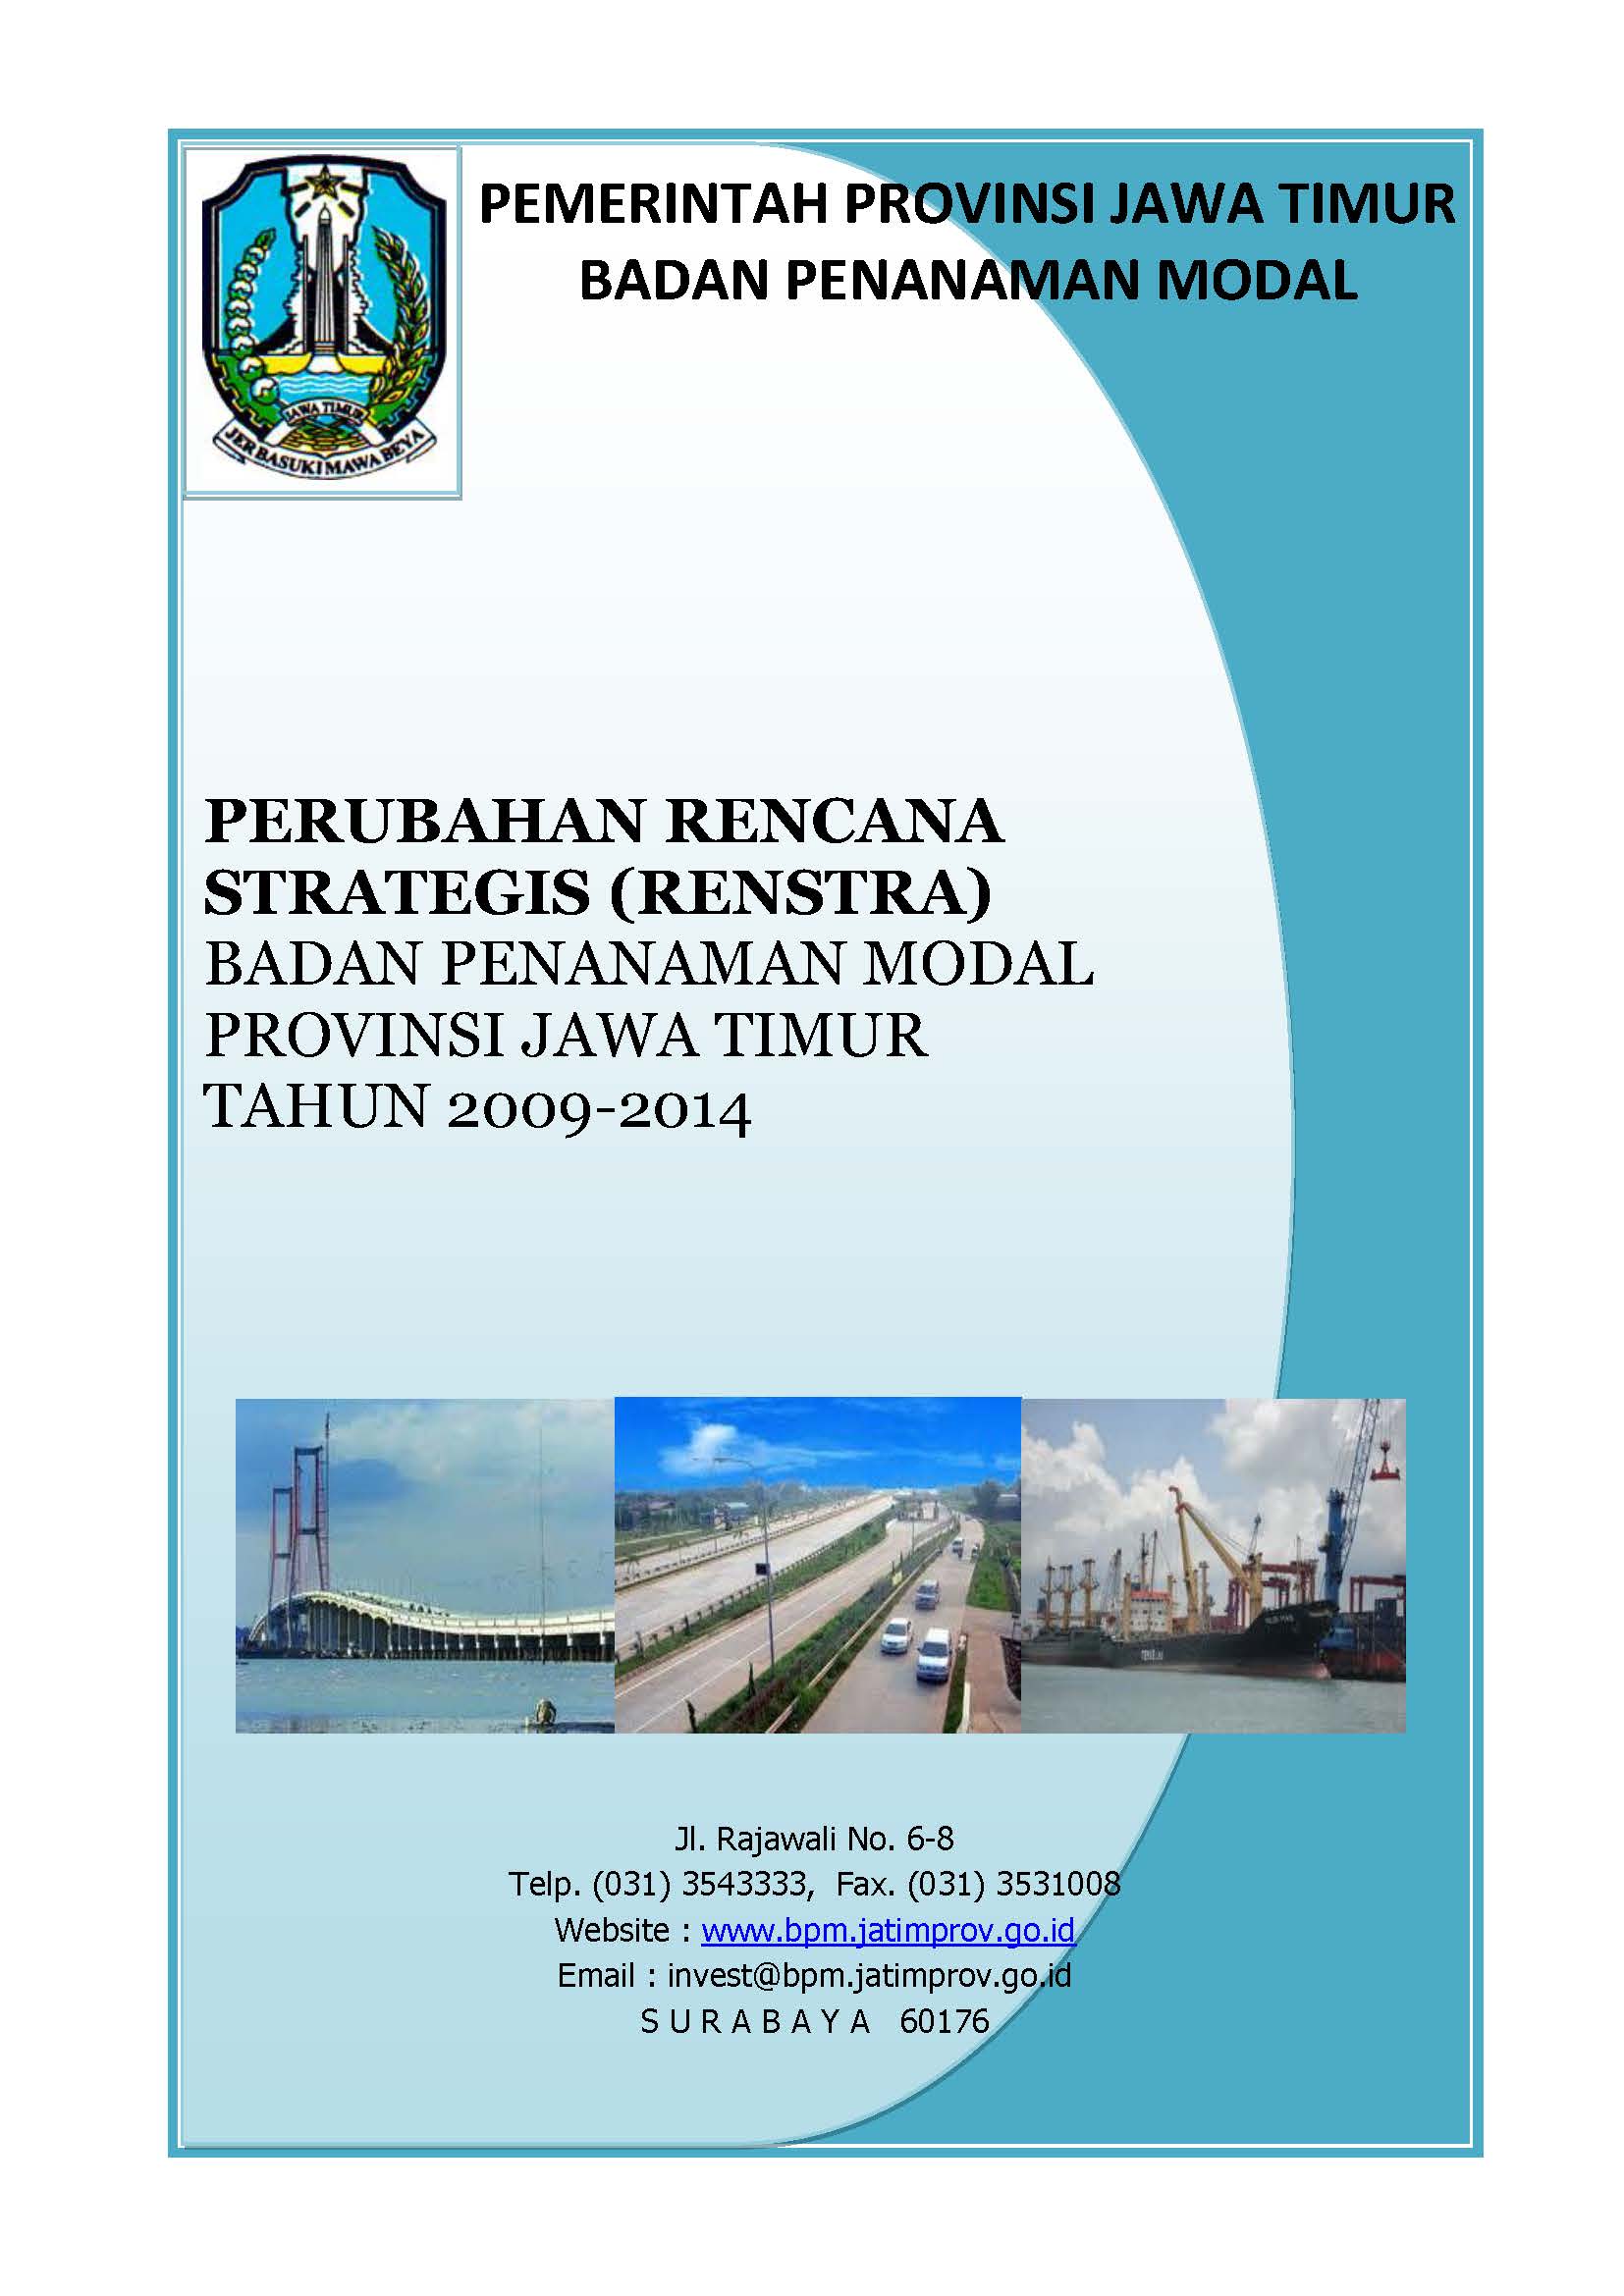 PEMERINTAH PROVINSI JAWA TIMUR
BADAN PENANAMAN MODAL
JAWA TIMUR
JER BASUKI MAWA BEYA
PERUBAHAN RENCANA
STRATEGIS (RENSTRA)
BADAN PENANAMAN MODAL
PROVINSI JAWA TIMUR
TAHUN 2009-2014
Jl. Rajawali No. 6-8
Telp. (031) 3543333,  Fax. (031) 3531008
Website : www.bpm.jatimprov.go.id
Email : invest@bpm.jatimprov.go.id
S U R A B A Y A   60176